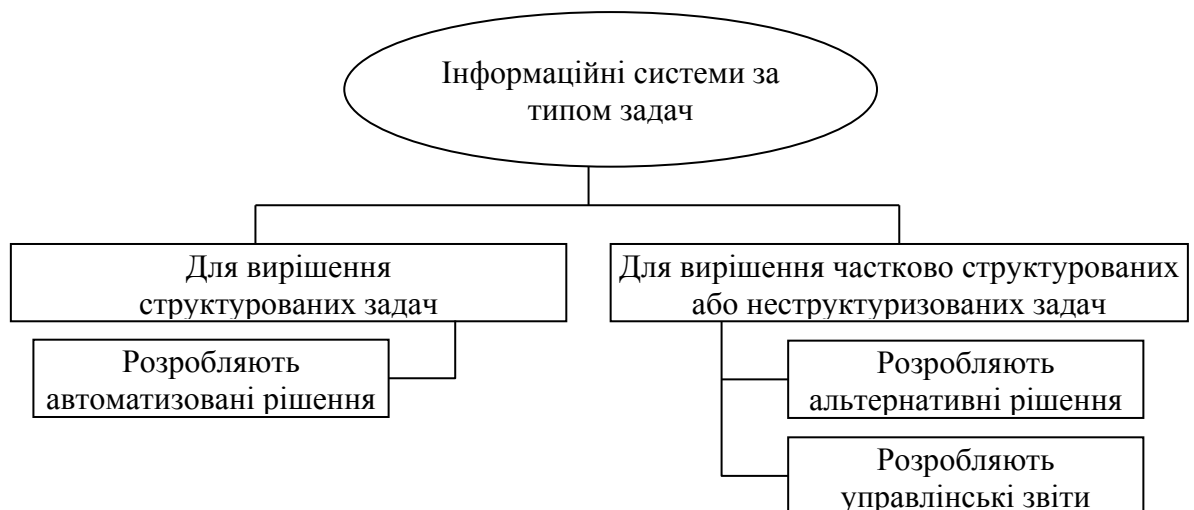 Інформаційні системи за
типом задач
Для вирішення
структурованих задач
Для вирішення частково структурованих
або неструктуризованих задач
Розробляють
автоматизовані рішення
Розробляють
альтернативні рішення
Розробляють
управлінські звіти